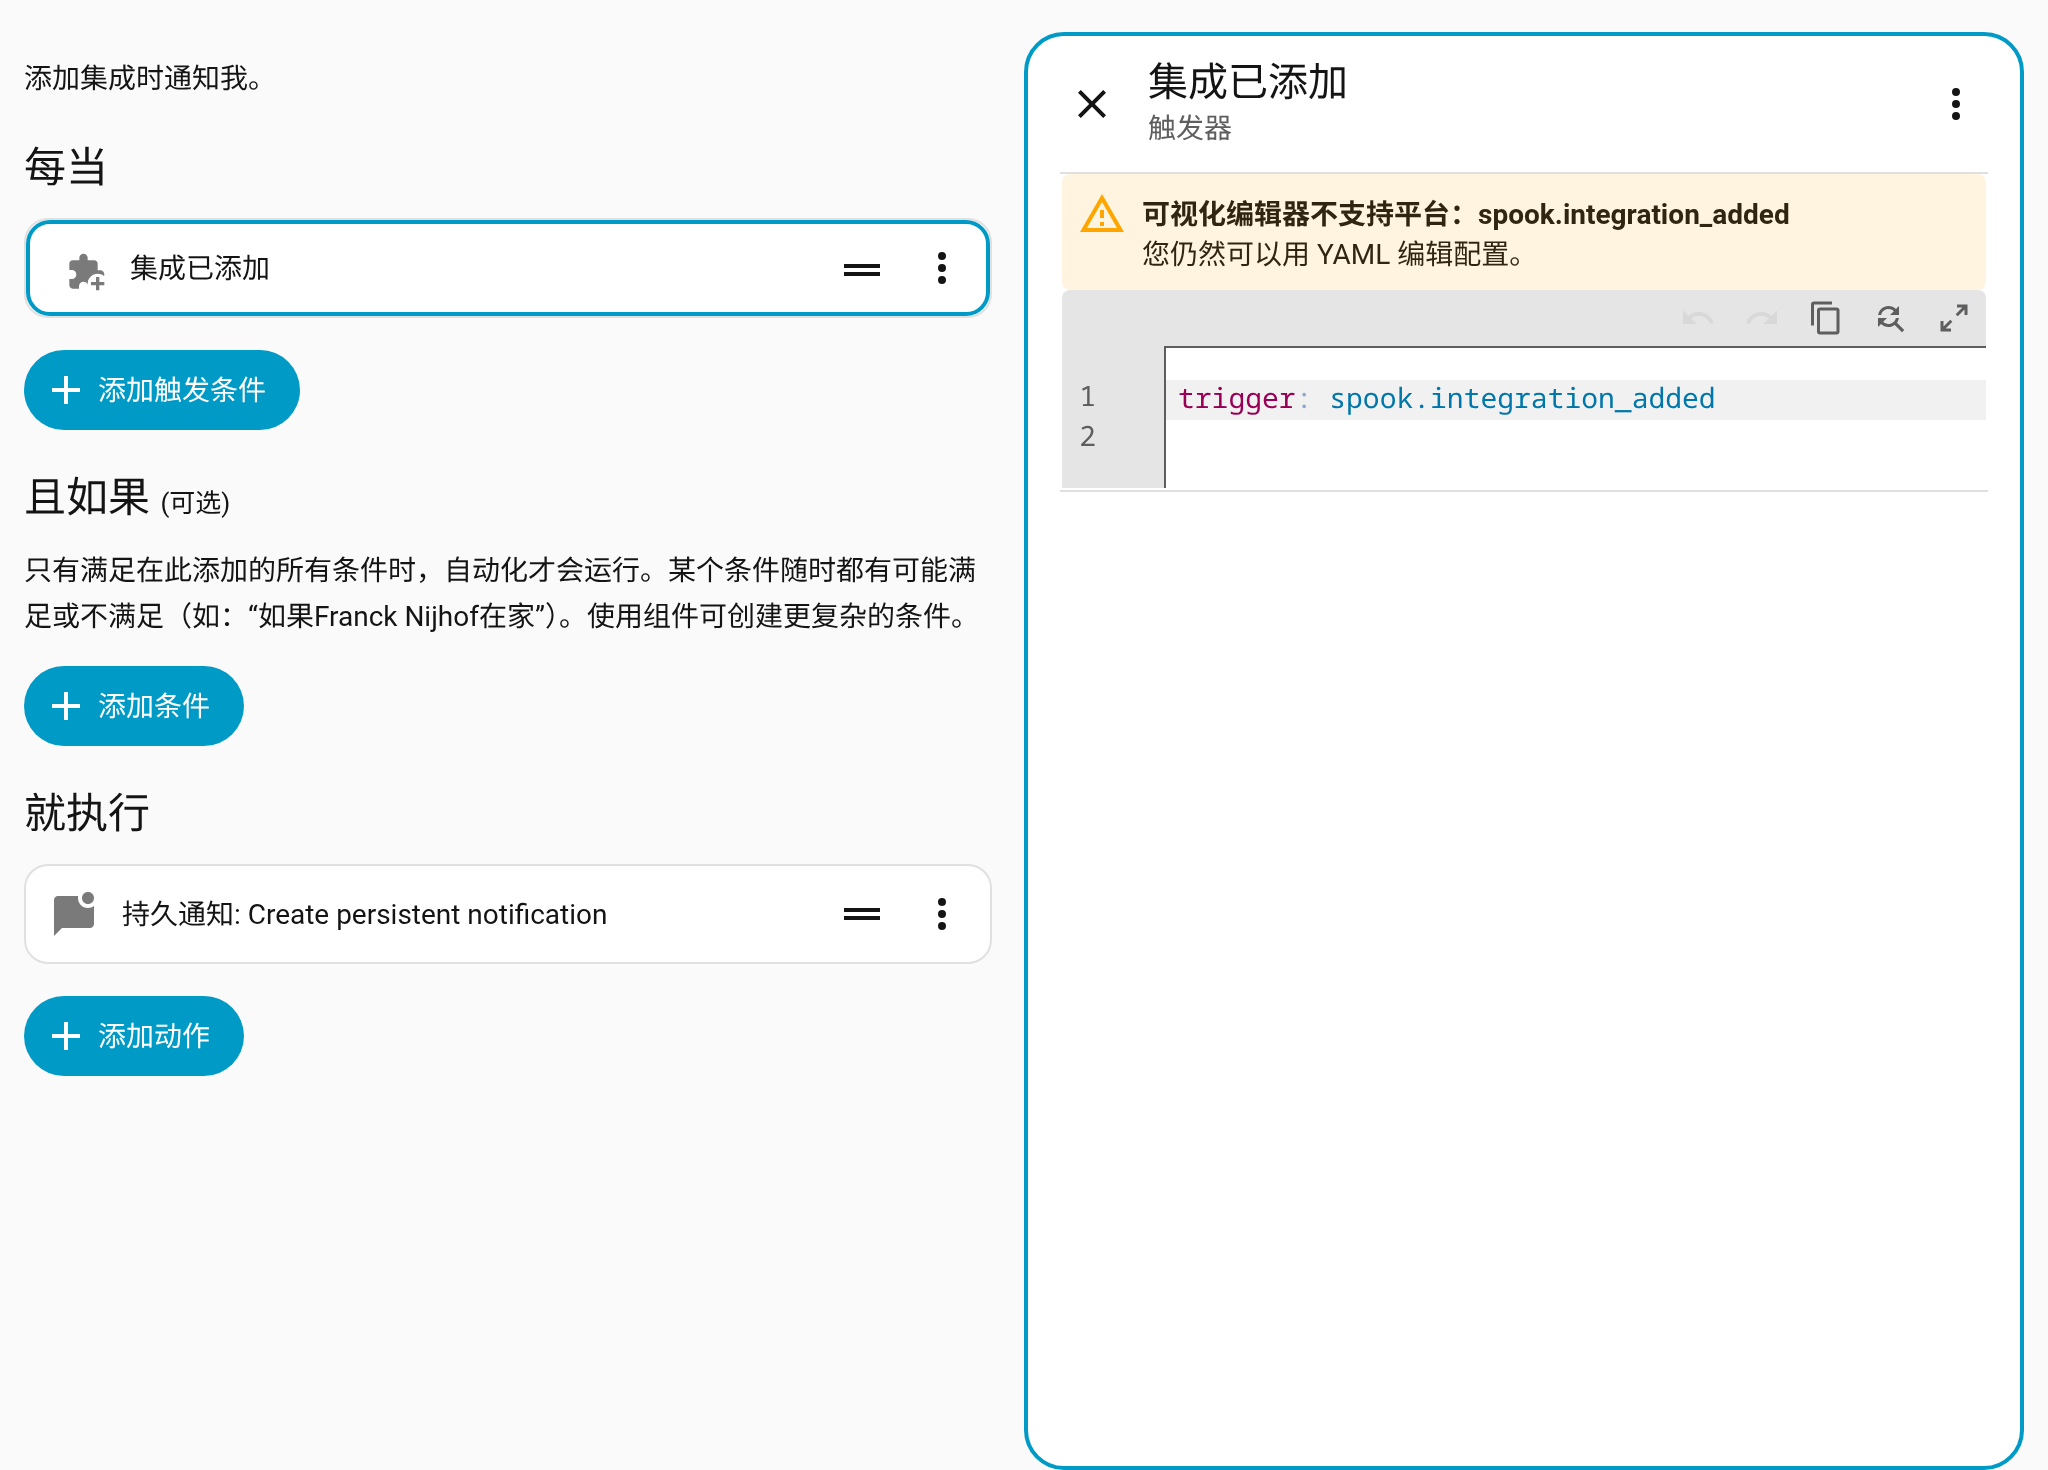 添加集成时通知我。
每当
集成已添加
添加触发条件
且如果 (可选)
只有满足在此添加的所有条件时，自动化才会运行。某个条件随时都有可能满
足或不满足（如：“如果Franck Nijhof在家”）。使用组件可创建更复杂的条件。
添加条件
就执行
持久通知: Create persistent notification
添加动作
集成已添加
触发器
可视化编辑器不支持平台：spook.integration_added
您仍然可以用 YAML 编辑配置。
1 trigger: spook.integration_added
2